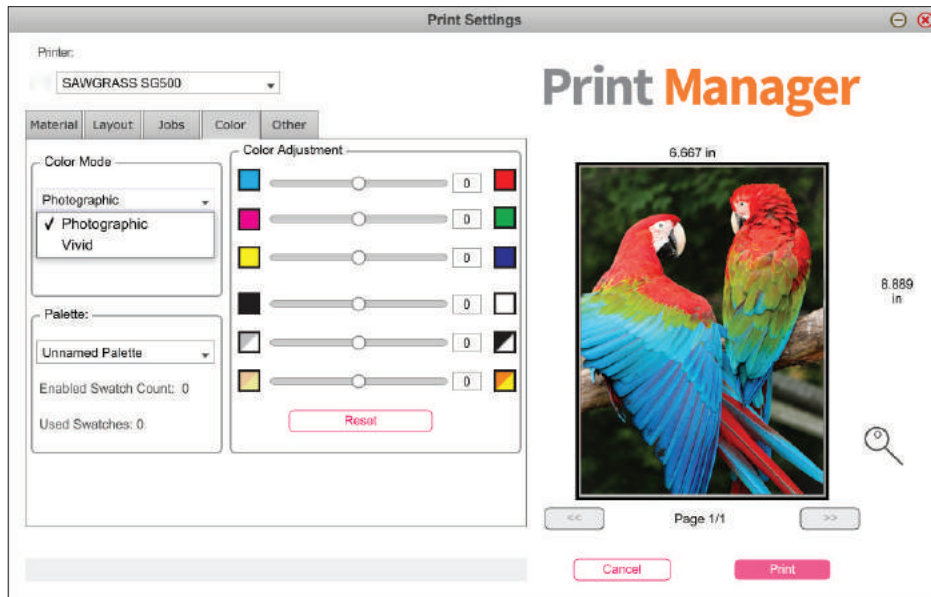 Print Settings
Printer:
SAWGRASS SG500
Print Manager
Material Layout Jobs Color Other
Color Mode
Photographic
✓ Photographic
Vivid
Color Adjustment
0
0
0
0
0
0
Reset
Palette:
Unnamed Palette
Enabled Swatch Count: 0
Used Swatches: 0
6.667 in
8.889
in
<< Page 1/1 >>
Cancel Print